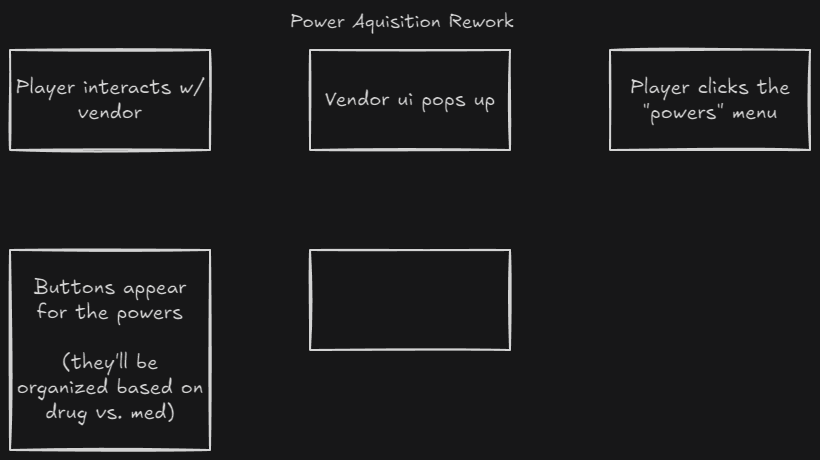 Power Aquisition Rework
Player interacts w/
vendor
Vendor ui pops up
Player clicks the
"powers" menu
Buttons appear
for the powers
(they'll be
organized based on
drug vs. med)